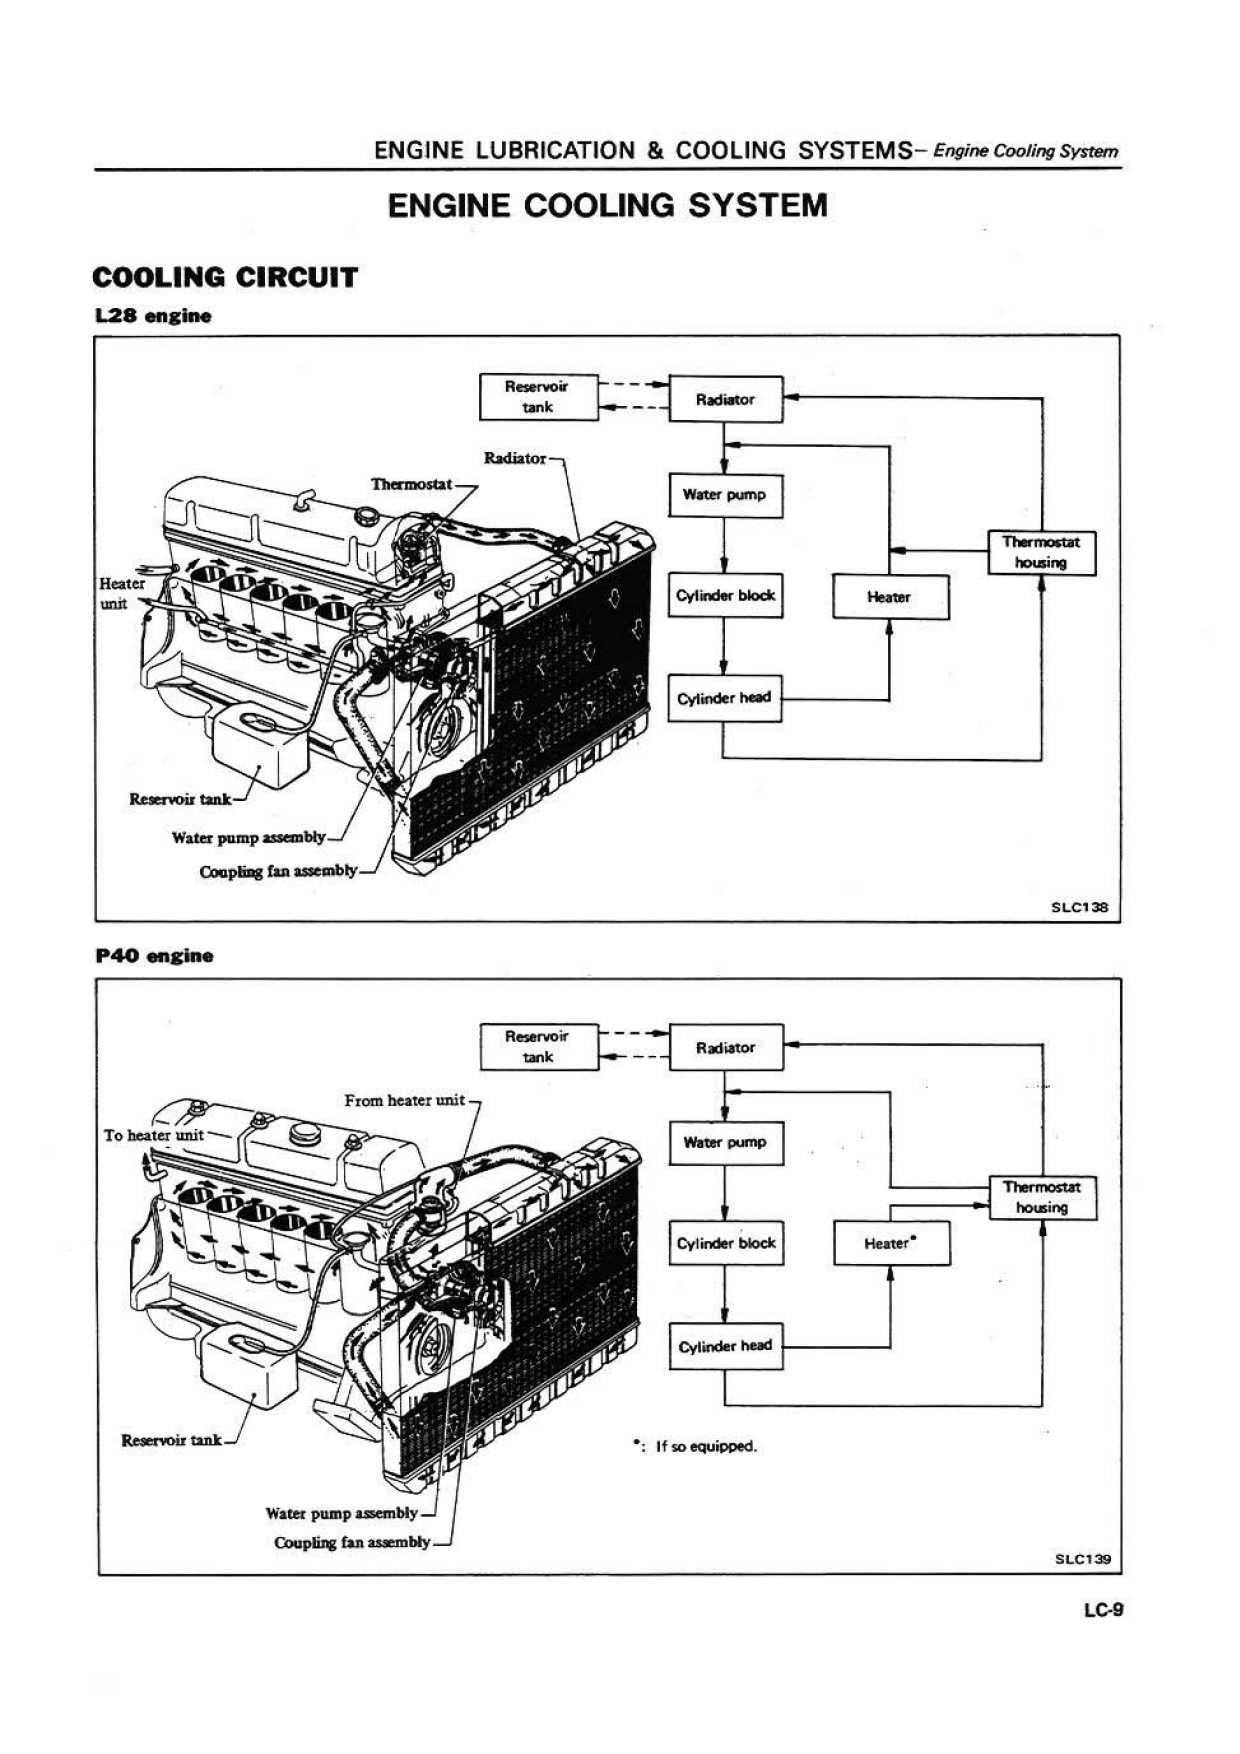 ENGINE LUBRICATION & COOLING SYSTEMS– Engine Cooling System
ENGINE COOLING SYSTEM
COOLING CIRCUIT
L28 engine
Reservoir
tank
Radiator
Radiator
Thermostat
Water pump
Thermostat
housing
Heater
unit
Cylinder block
Heater
Cylinder head
Reservoir tank
Water pump assembly
Coupling fan assembly
SLC138
P40 engine
Reservoir
tank
Radiator
From heater unit
To heater unit
Water pump
Thermostat
housing
Cylinder block
Heater*
Cylinder head
Reservoir tank
*: If so equipped.
Water pump assembly
Coupling fan assembly
SLC139
LC-9